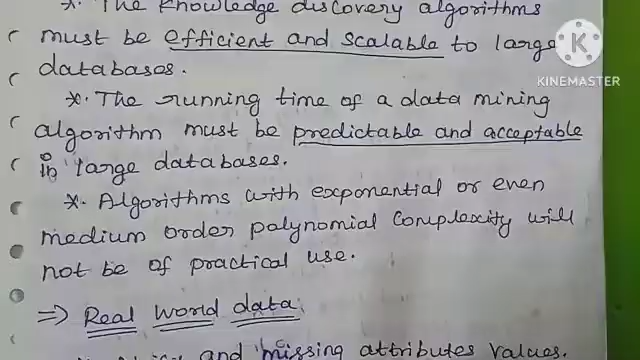 *. The knowledge discovery algorithms
must be efficient and scalable to large
databases.
*. The running time of a data mining
algorithm must be predictable and acceptable
in large databases.
*. Algorithms with exponential or even
medium order polynomial complexity will
not be of practical use.
⇒ Real World data
and missing attributes values.
KINEMASTER